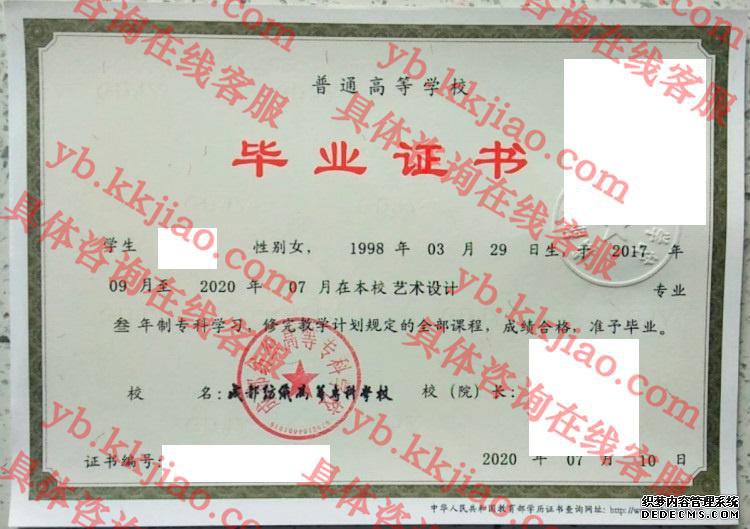 普通高等学校
毕业证书
学生 性别女，1998 年 03 月 29 日生，于 2017 年
09 月至 2020 年 07 月在本校 艺术设计 专业
叁 年制专科学习，修完教学计划规定的全部课程，成绩合格，准予毕业。
校 名：成都纺织高等专科学校 校（院）长：
证书编号： 2020 年 07 月 10 日
中华人民共和国教育部学历证书查询网址：http://w
yb.kkjiao.com
具体咨询在线客服
织梦内容管理系统
DEDECMS.COM